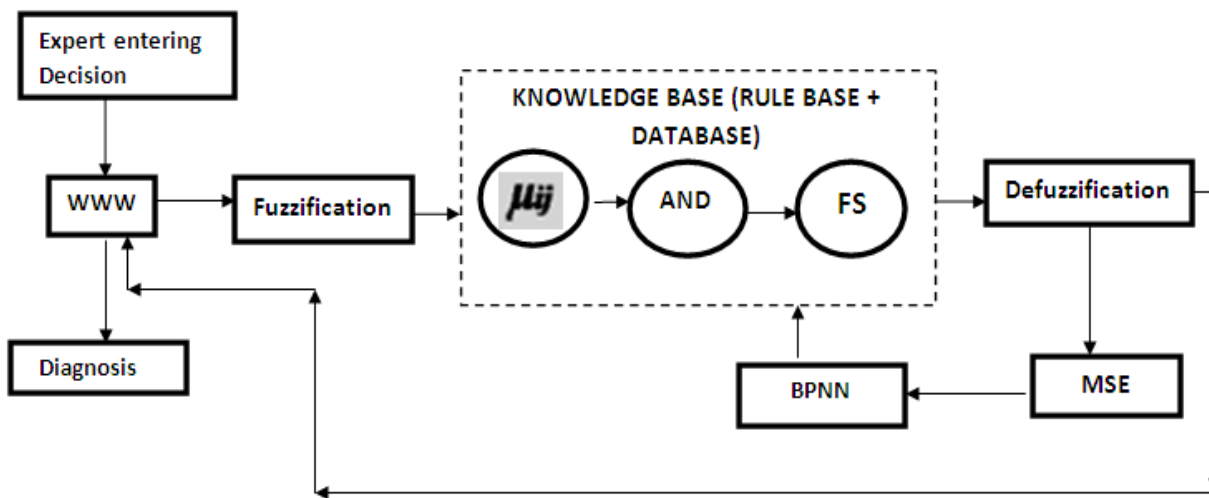 Expert entering
Decision
KNOWLEDGE BASE (RULE BASE +
DATABASE)
WWW
Fuzzification
μij
AND
FS
Defuzzification
Diagnosis
BPNN
MSE